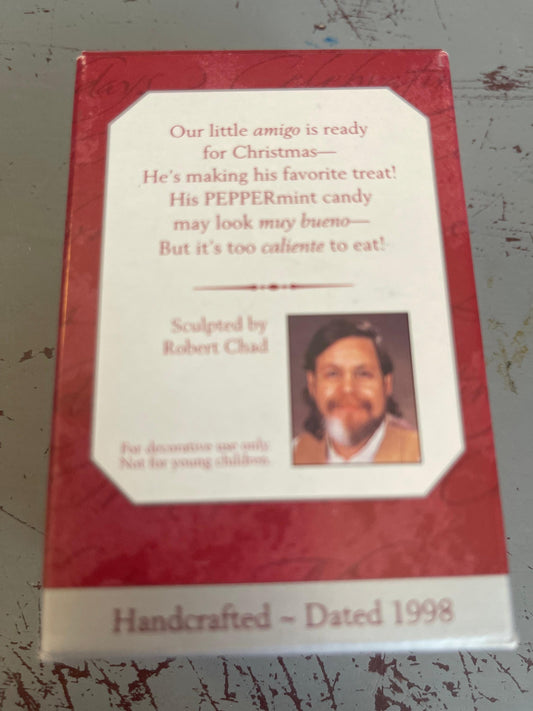 days & Celebrati
Our little amigo is ready
for Christmas—
He's making his favorite treat!
His PEPPERmint candy
may look muy bueno—
But it's too caliente to eat!
Sculpted by
Robert Chad
For decorative use only.
Not for young children.
Handcrafted ~ Dated 1998